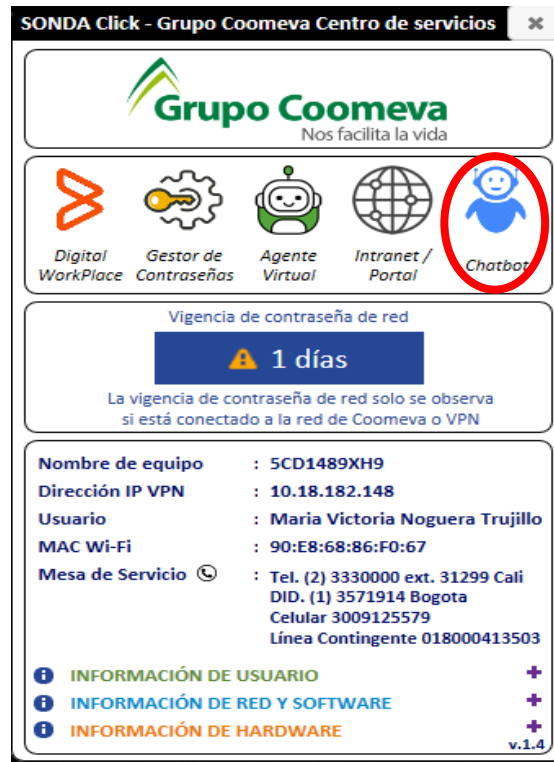 SONDA Click - Grupo Coomeva Centro de servicios
Grupo Coomeva
Nos facilita la vida
Digital WorkPlace
Gestor de Contraseñas
Agente Virtual
Intranet / Portal
Chatbot
Vigencia de contraseña de red
1 días
La vigencia de contraseña de red solo se observa
si está conectado a la red de Coomeva o VPN
Nombre de equipo : 5CD1489XH9
Dirección IP VPN : 10.18.182.148
Usuario : Maria Victoria Noguera Trujillo
MAC Wi-Fi : 90:E8:68:86:F0:67
Mesa de Servicio : Tel. (2) 3330000 ext. 31299 Cali
DID. (1) 3571914 Bogota
Celular 3009125579
Línea Contingente 018000413503
INFORMACIÓN DE USUARIO +
INFORMACIÓN DE RED Y SOFTWARE +
INFORMACIÓN DE HARDWARE +
v.1.4